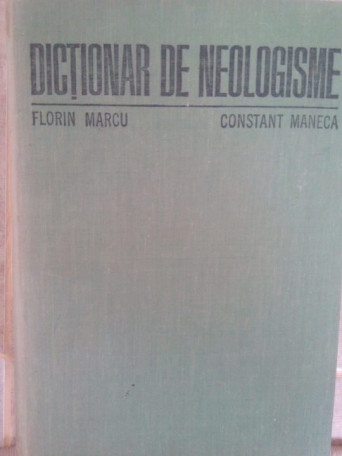 DICȚIONAR DE NEOLOGISME
FLORIN MARCU CONSTANT MANECA